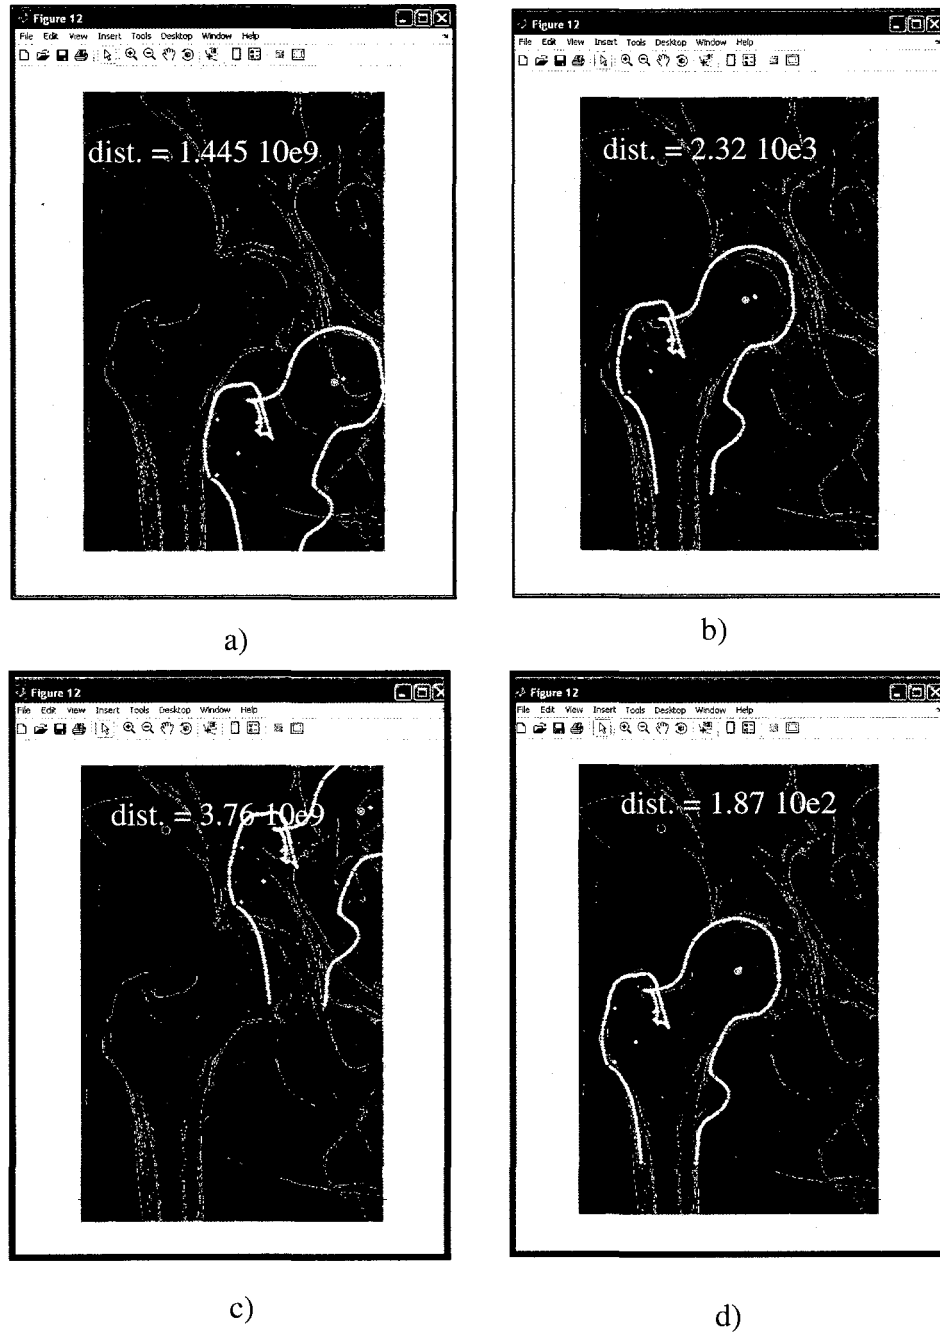 Figure 12
File Edit View Insert Tools Desktop Window Help
dist. = 1.445 10e9
a)
Figure 12
File Edit View Insert Tools Desktop Window Help
dist. = 2.32 10e3
b)
Figure 12
File Edit View Insert Tools Desktop Window Help
dist. = 3.76 10e9
c)
Figure 12
File Edit View Insert Tools Desktop Window Help
dist. = 1.87 10e2
d)